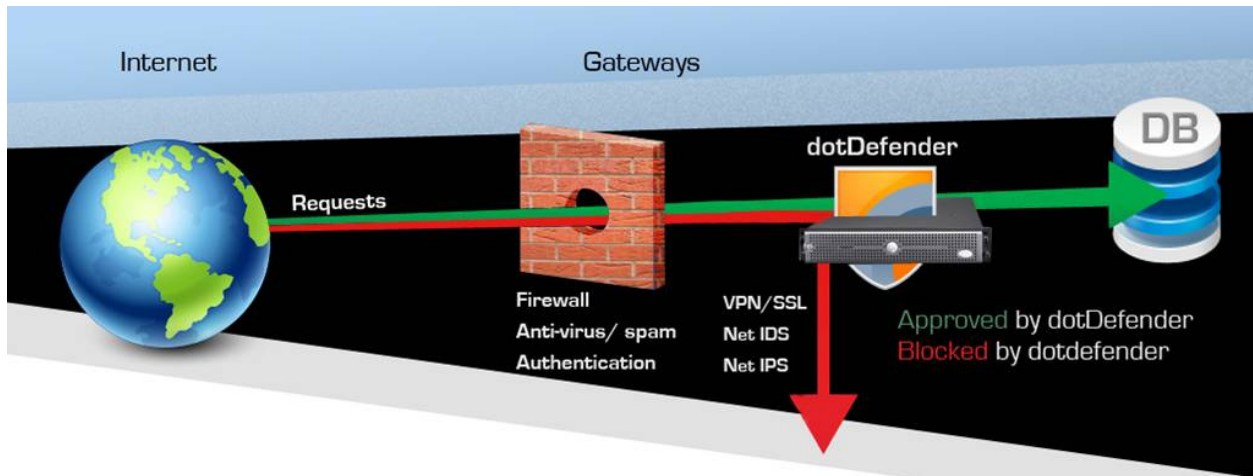 Internet
Gateways
dotDefender
DB
Requests
Firewall
Anti-virus/ spam
Authentication
VPN/SSL
Net IDS
Net IPS
Approved by dotDefender
Blocked by dotdefender